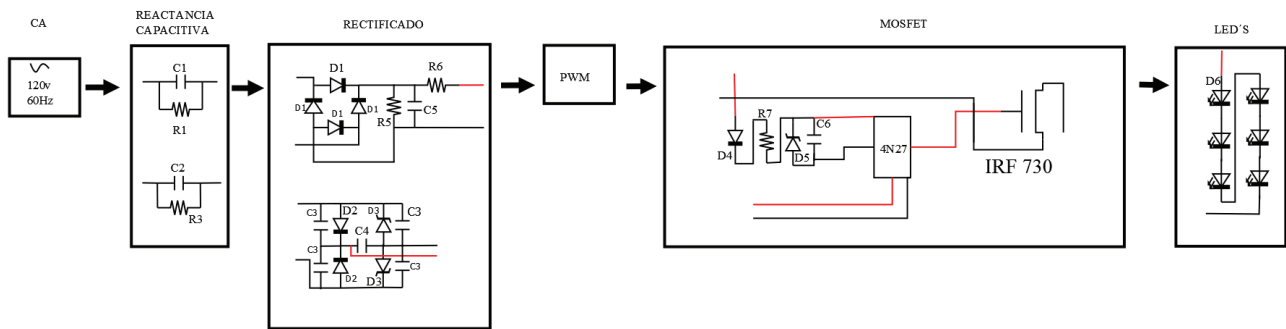 CA
120v
60Hz
REACTANCIA
CAPACITIVA
C1
R1
C2
R3
RECTIFICADO
D1
R6
D1
D1
D1
R5
C5
C3
D2
D3
C3
C4
C3
D2
D3
C3
PWM
MOSFET
R7
C6
D4
D5
4N27
IRF 730
LED´S
D6